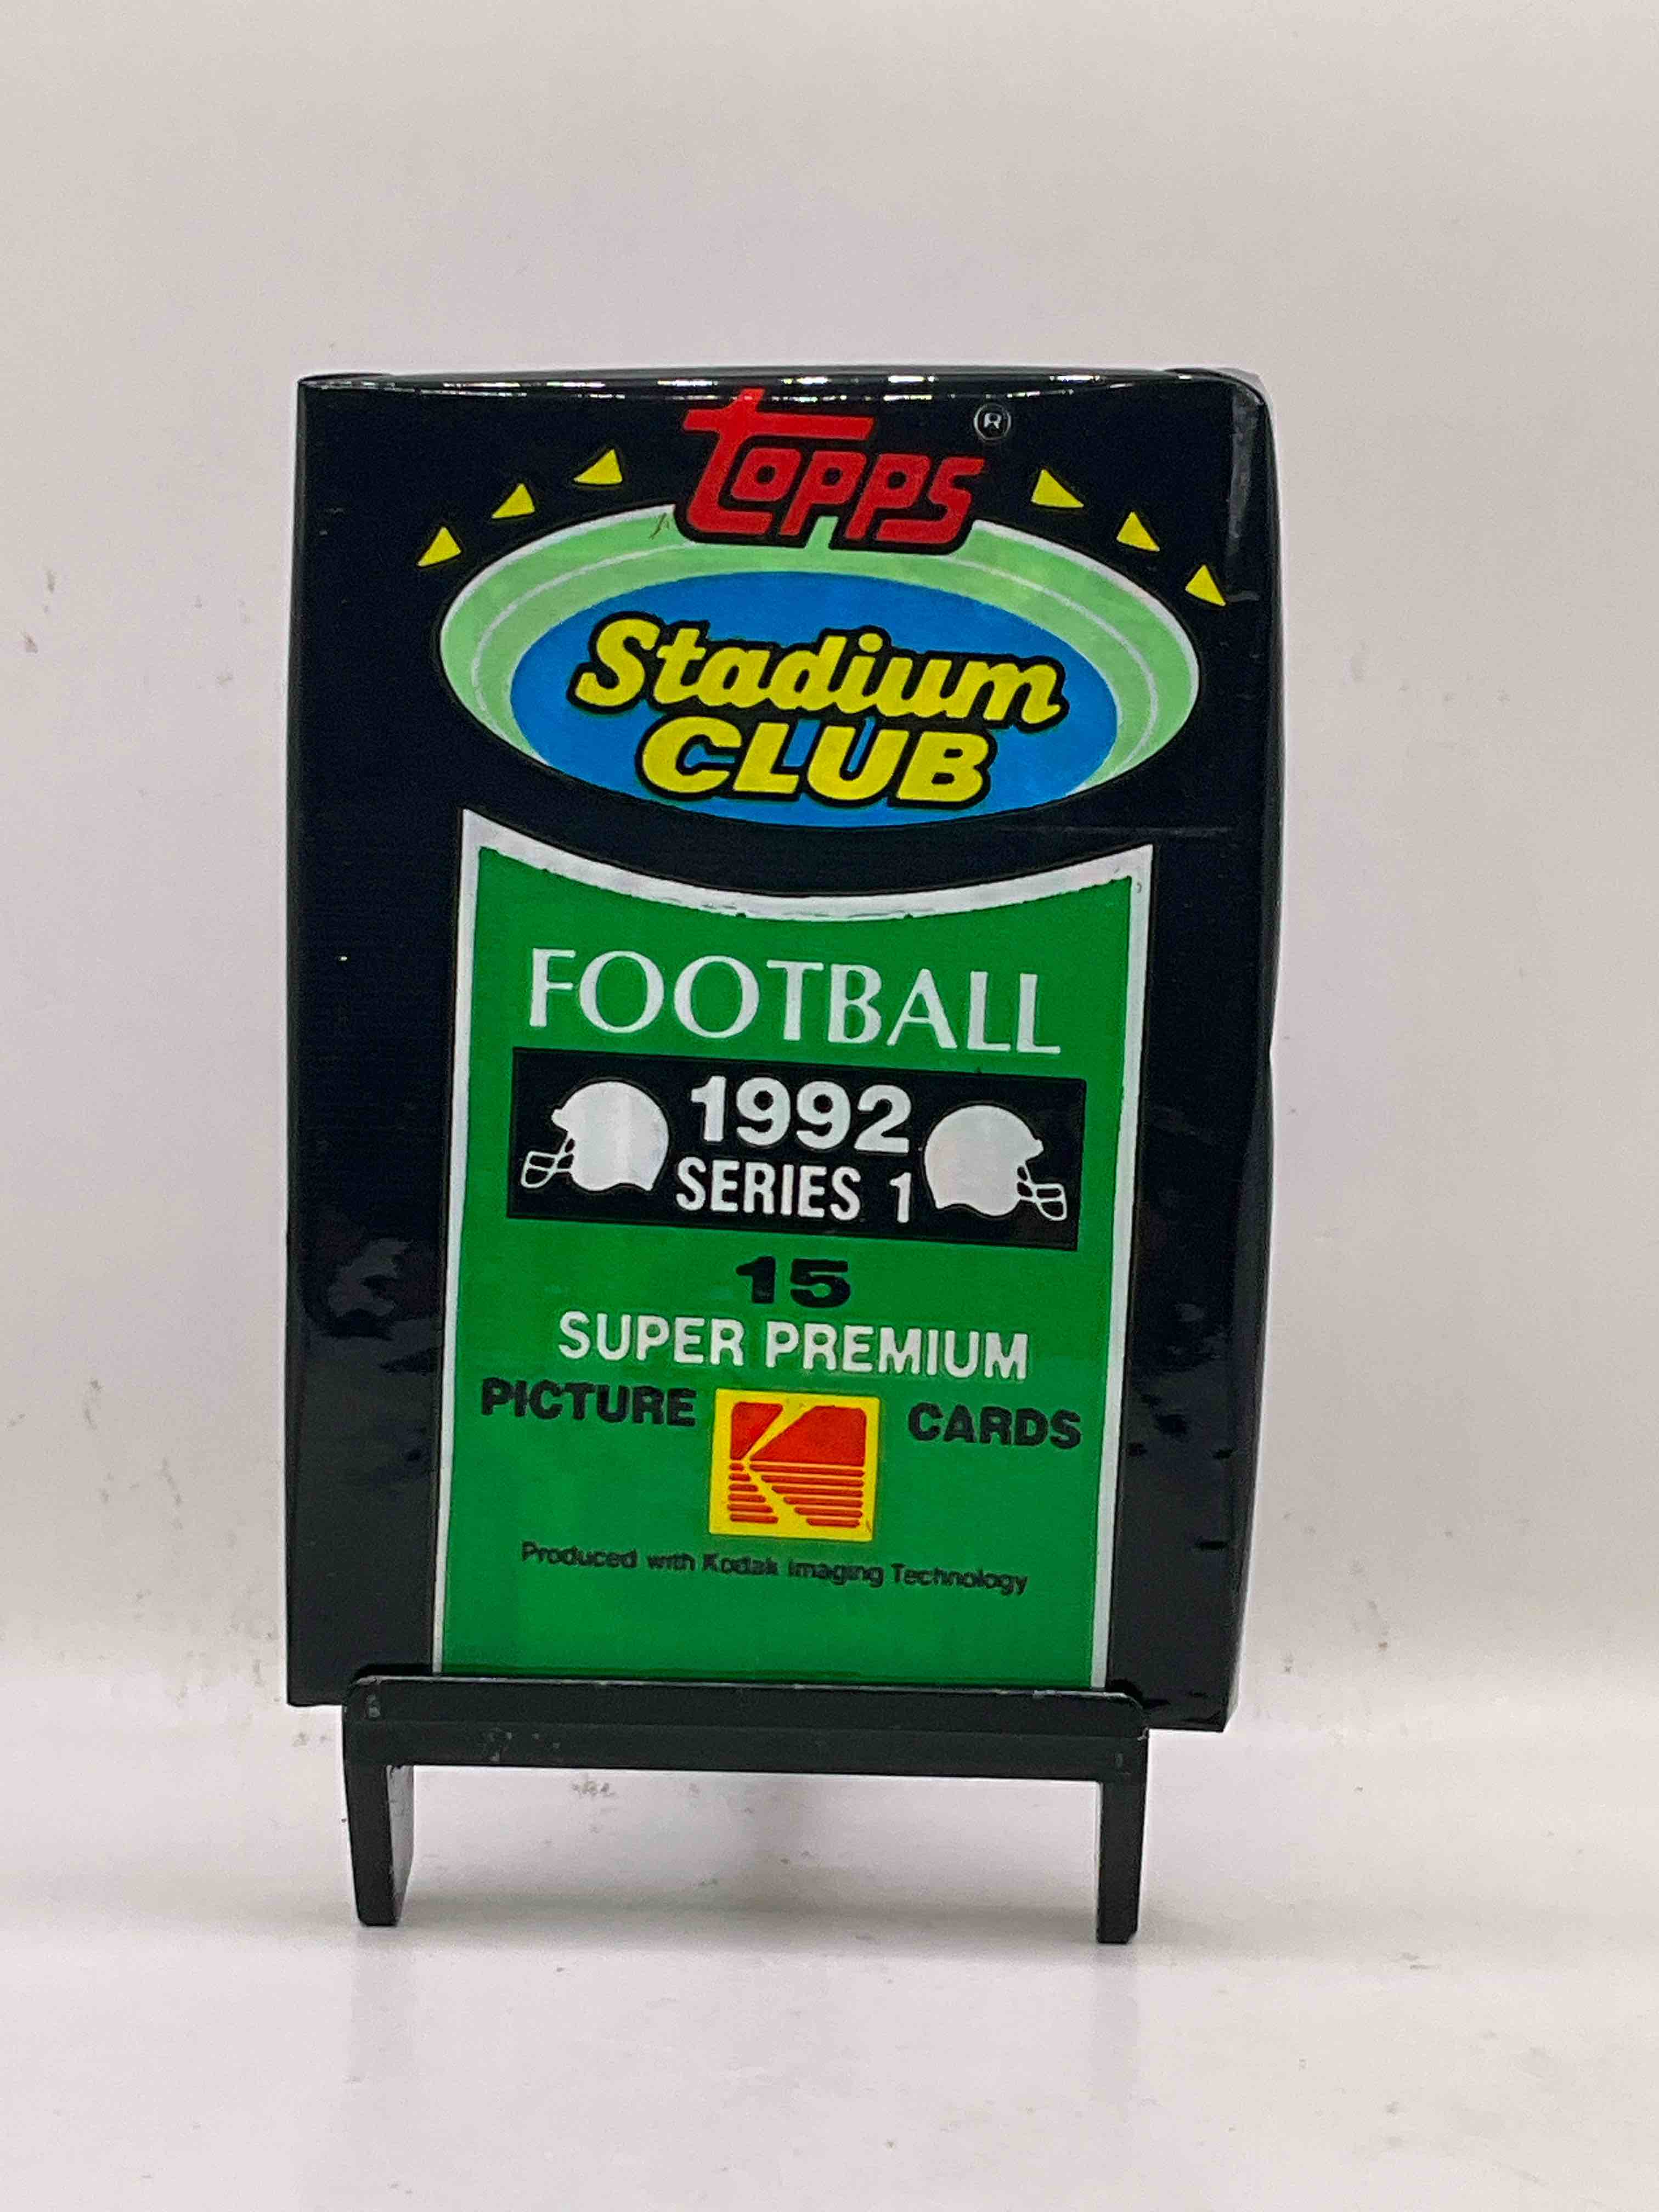 Topps ®
Stadium
CLUB
FOOTBALL
1992
SERIES 1
15
SUPER PREMIUM
PICTURE CARDS
Produced with Kodak Imaging Technology